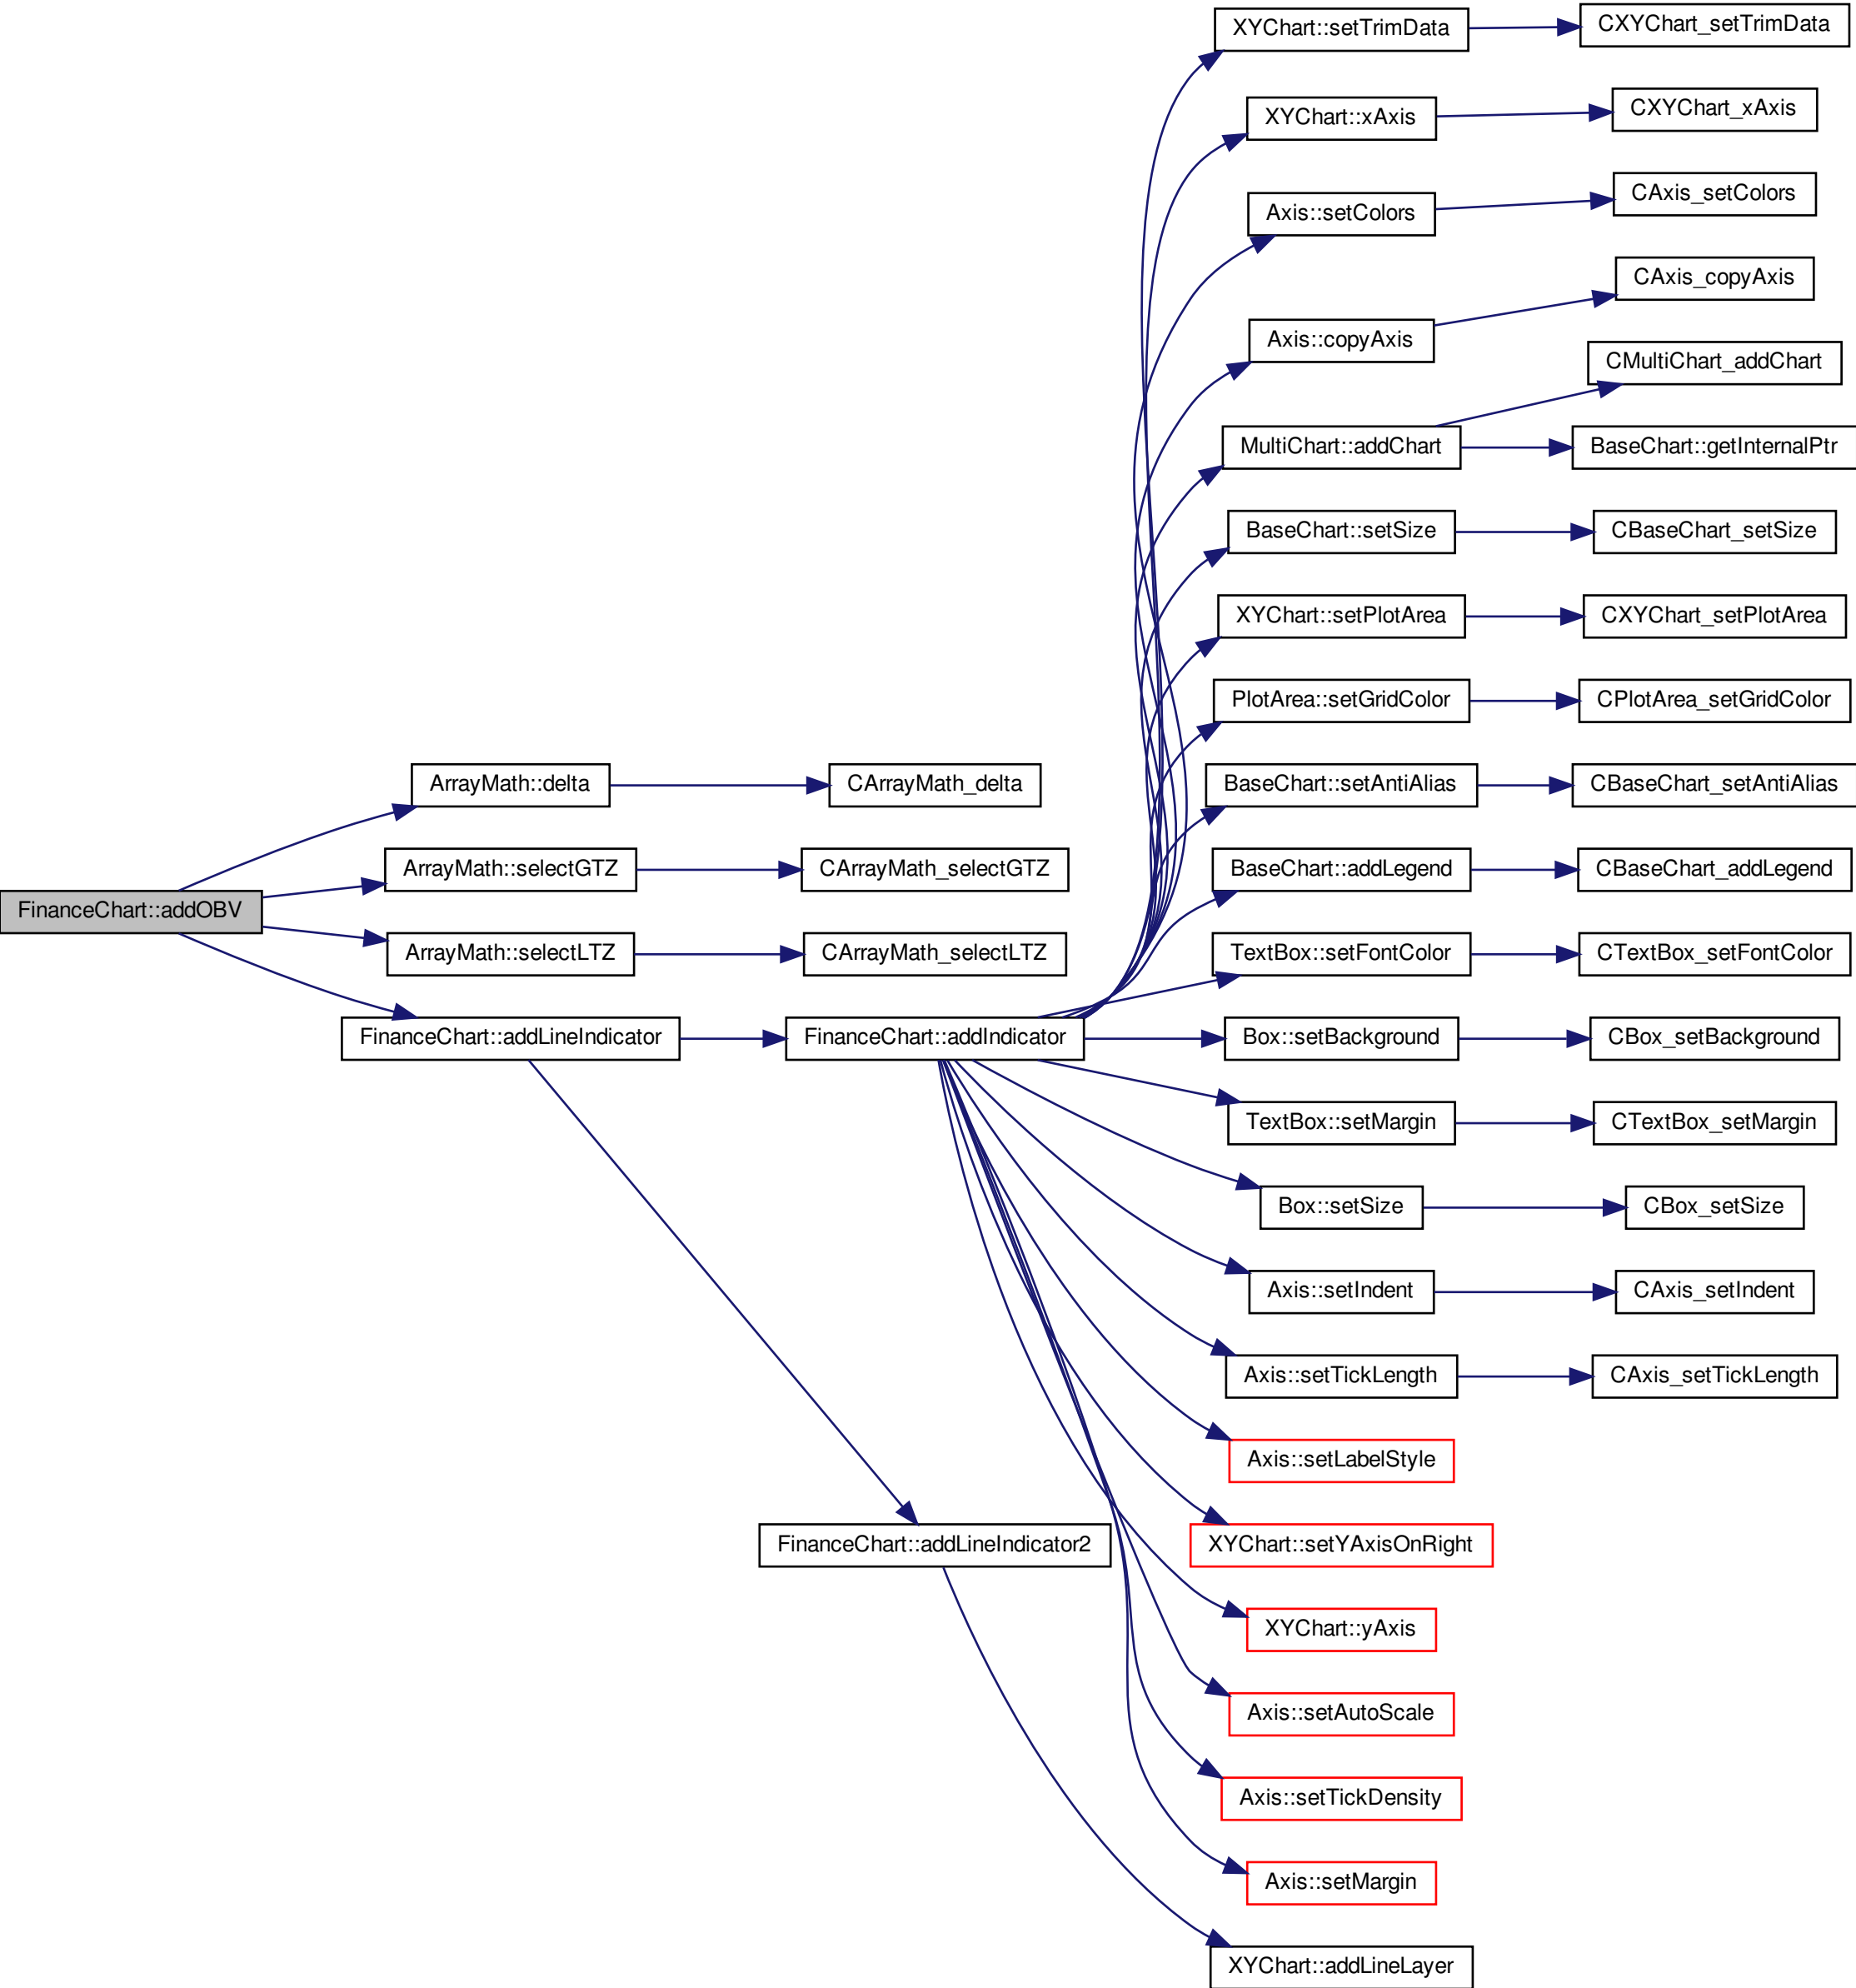 XYChart::setTrimData
CXYChart_setTrimData
XYChart::xAxis
CXYChart_xAxis
Axis::setColors
CAxis_setColors
Axis::copyAxis
CAxis_copyAxis
CMultiChart_addChart
MultiChart::addChart
BaseChart::getInternalPtr
BaseChart::setSize
CBaseChart_setSize
XYChart::setPlotArea
CXYChart_setPlotArea
PlotArea::setGridColor
CPlotArea_setGridColor
ArrayMath::delta
CArrayMath_delta
BaseChart::setAntiAlias
CBaseChart_setAntiAlias
ArrayMath::selectGTZ
CArrayMath_selectGTZ
BaseChart::addLegend
CBaseChart_addLegend
FinanceChart::addOBV
ArrayMath::selectLTZ
CArrayMath_selectLTZ
TextBox::setFontColor
CTextBox_setFontColor
FinanceChart::addLineIndicator
FinanceChart::addIndicator
Box::setBackground
CBox_setBackground
TextBox::setMargin
CTextBox_setMargin
Box::setSize
CBox_setSize
Axis::setIndent
CAxis_setIndent
Axis::setTickLength
CAxis_setTickLength
Axis::setLabelStyle
FinanceChart::addLineIndicator2
XYChart::setYAxisOnRight
XYChart::yAxis
Axis::setAutoScale
Axis::setTickDensity
Axis::setMargin
XYChart::addLineLayer